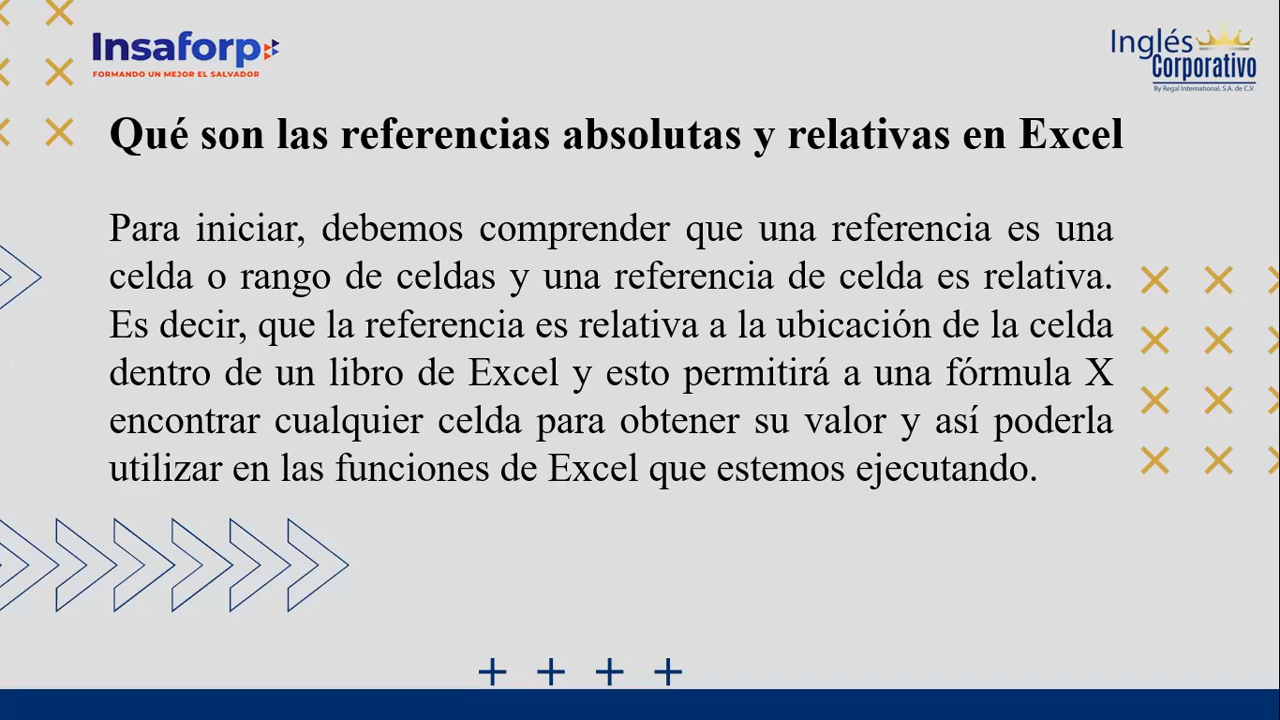 Insaforp
FORMANDO UN MEJOR EL SALVADOR
Inglés
Corporativo
By Regal International, S.A. de C.V.
Qué son las referencias absolutas y relativas en Excel
Para iniciar, debemos comprender que una referencia es una
celda o rango de celdas y una referencia de celda es relativa.
Es decir, que la referencia es relativa a la ubicación de la celda
dentro de un libro de Excel y esto permitirá a una fórmula X
encontrar cualquier celda para obtener su valor y así poderla
utilizar en las funciones de Excel que estemos ejecutando.